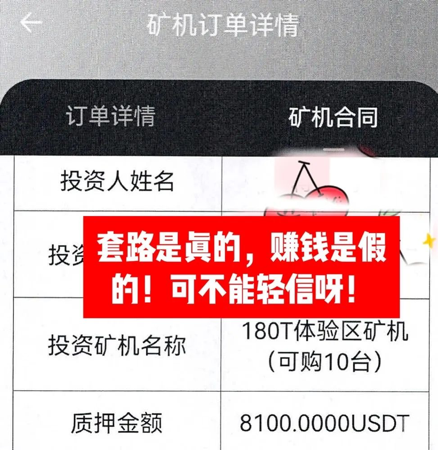 矿机订单详情
订单详情 矿机合同
投资人姓名
套路是真的，赚钱是假
的！可不能轻信呀！
投资矿机名称 180T体验区矿机
（可购10台）
质押金额 8100.0000USDT